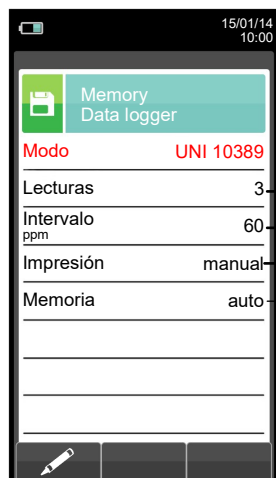 15/01/14
10:00
Memory
Data logger
Modo UNI 10389
Lecturas 3
Intervalo 60
ppm
Impresión manual
Memoria auto